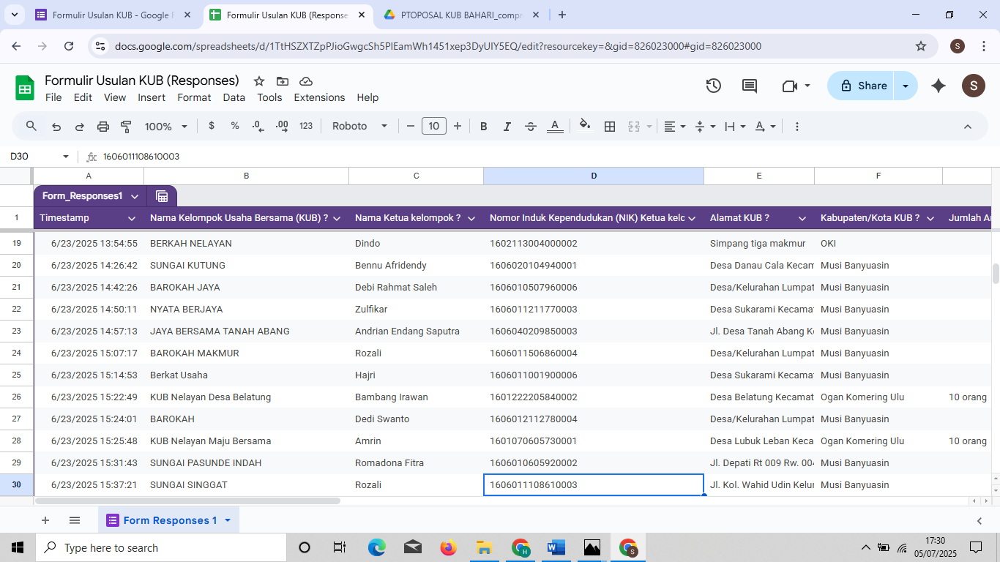 Formulir Usulan KUB - Google F
Formulir Usulan KUB (Response
PTOPOSAL KUB BAHARI_compr
docs.google.com/spreadsheets/d/1TtHSZXTZpPJioGwgcSh5PlEamWh1451xep3DyUlY5EQ/edit?resourcekey=&gid=826023000#gid=826023000
S
Formulir Usulan KUB (Responses)
File Edit View Insert Format Data Tools Extensions Help
Share
S
100% $ % .0 .00 123 Roboto 10 B I A
D30 fx 1606011108610003
A B C D E F
Form_Responses1
1 Timestamp Nama Kelompok Usaha Bersama (KUB) ? Nama Ketua kelompok ? Nomor Induk Kependudukan (NIK) Ketua kelo Alamat KUB ? Kabupaten/Kota KUB ? Jumlah A
19 6/23/2025 13:54:55 BERKAH NELAYAN Dindo 1602113004000002 Simpang tiga makmur OKI
20 6/23/2025 14:26:42 SUNGAI KUTUNG Bennu Afridendy 1606020104940001 Desa Danau Cala Kecam Musi Banyuasin
21 6/23/2025 14:42:26 BAROKAH JAYA Debi Rahmat Saleh 1606010507960006 Desa/Kelurahan Lumpat Musi Banyuasin
22 6/23/2025 14:50:11 NYATA BERJAYA Zulfikar 1606011211770003 Desa Sukarami Kecama Musi Banyuasin
23 6/23/2025 14:57:13 JAYA BERSAMA TANAH ABANG Andrian Endang Saputra 1606040209850003 Jl. Desa Tanah Abang K Musi Banyuasin
24 6/23/2025 15:07:17 BAROKAH MAKMUR Rozali 1606011506860004 Desa/Kelurahan Lumpat Musi Banyuasin
25 6/23/2025 15:14:53 Berkat Usaha Hajri 1606011001900006 Desa Sukarami Kecama Musi Banyuasin
26 6/23/2025 15:22:49 KUB Nelayan Desa Belatung Bambang Irawan 1601222205840002 Desa Belatung Kecamat Ogan Komering Ulu 10 orang
27 6/23/2025 15:24:01 BAROKAH Dedi Swanto 1606012112780004 Desa/Kelurahan Lumpat Musi Banyuasin
28 6/23/2025 15:25:48 KUB Nelayan Maju Bersama Amrin 1601070605730001 Desa Lubuk Leban Keca Ogan Komering Ulu 10 orang
29 6/23/2025 15:31:43 SUNGAI PASUNDE INDAH Romadona Fitra 1606010605920002 Jl. Depati Rt 009 Rw. 004 Musi Banyuasin
30 6/23/2025 15:37:21 SUNGAI SINGGAT Rozali 1606011108610003 Jl. Kol. Wahid Udin Kelur Musi Banyuasin
Form Responses 1
Type here to search
17:30
05/07/2025